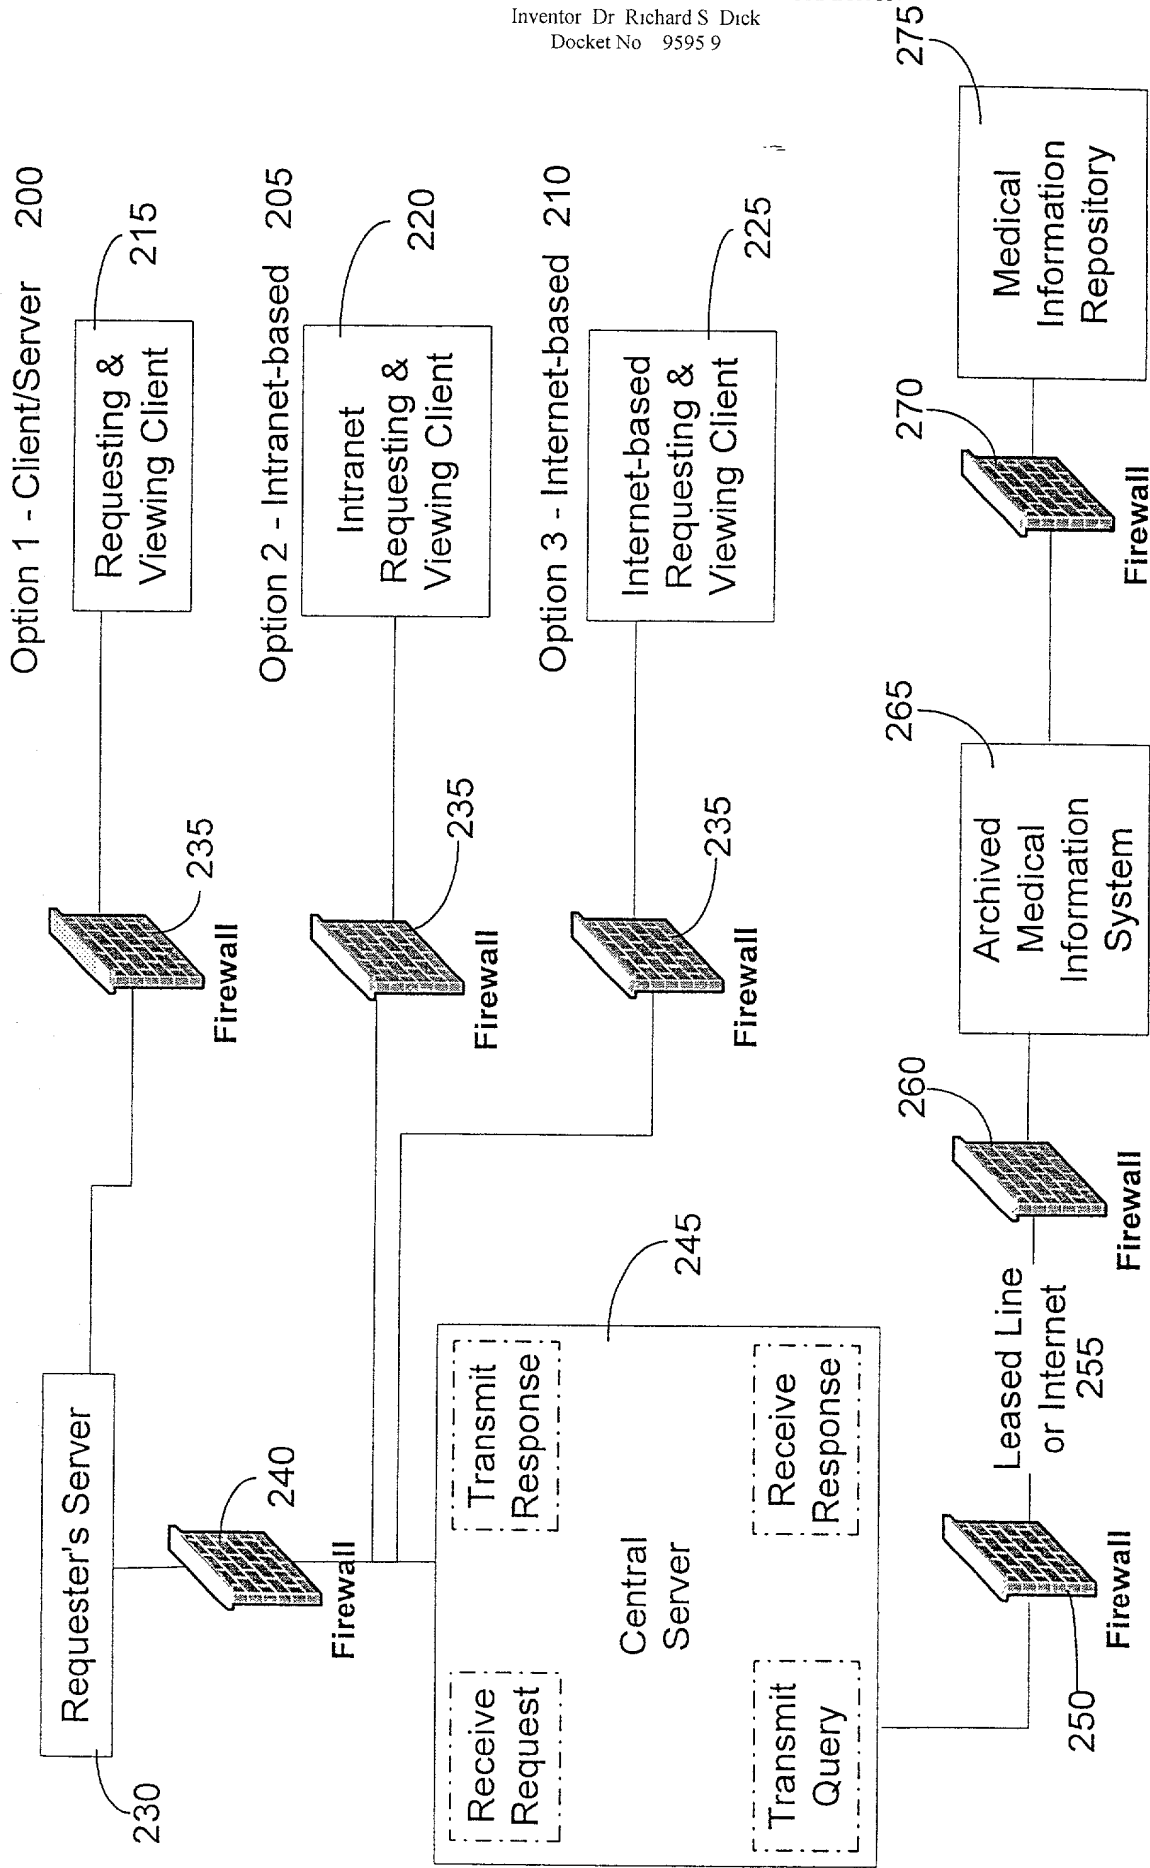 Inventor Dr Richard S Dick
Docket No 9595 9
Option 1 - Client/Server 200
Requesting &
Viewing Client
215
Option 2 - Intranet-based 205
Intranet
Requesting &
Viewing Client
220
Option 3 - Internet-based 210
Internet-based
Requesting &
Viewing Client
225
235
Firewall
235
Firewall
235
Firewall
Requester's Server
230
240
Firewall
245
Receive
Request
Transmit
Response
Central
Server
Transmit
Query
Receive
Response
250
Firewall
Leased Line
or Internet
255
260
Firewall
265
Archived
Medical
Information
System
270
Firewall
275
Medical
Information
Repository